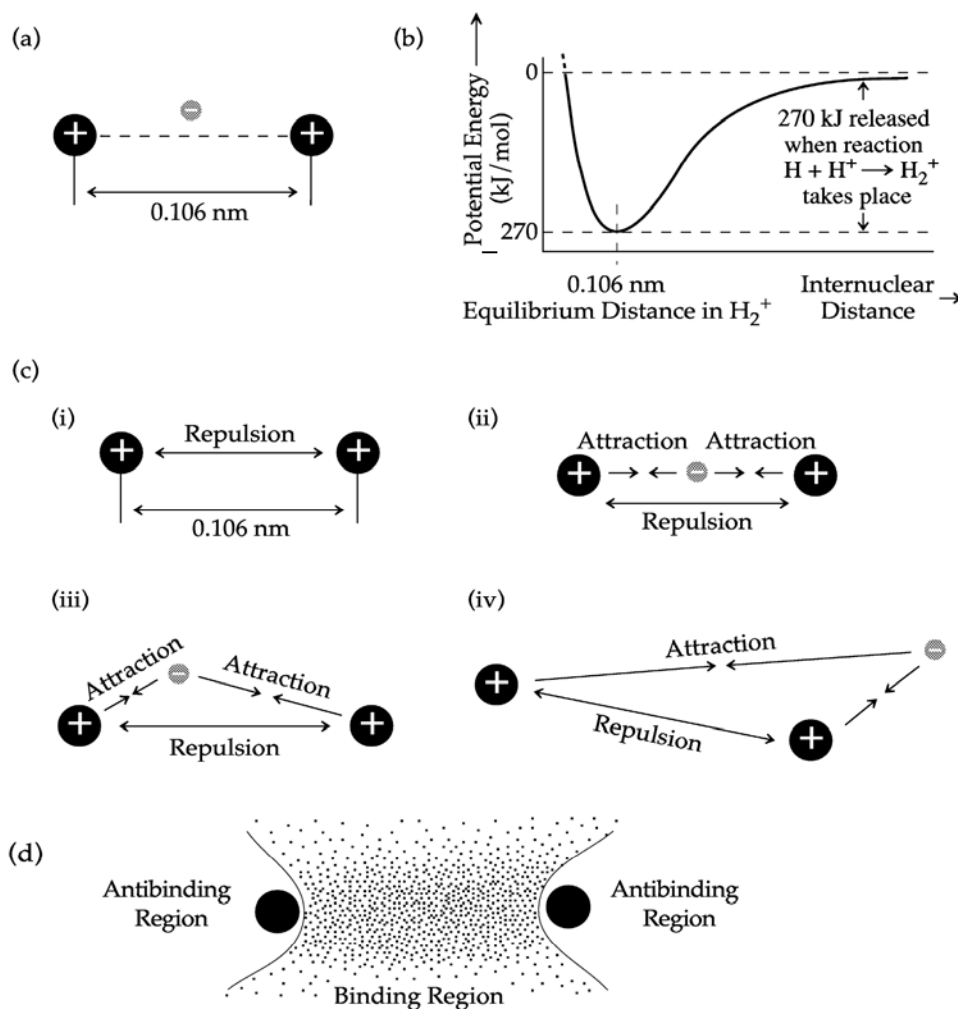 (a)
+
−
+
0.106 nm
(b)
Potential Energy
(kJ/mol)
0
−270
270 kJ released
when reaction
H + H⁺ ⟶ H₂⁺
takes place
0.106 nm
Equilibrium Distance in H₂⁺
Internuclear
Distance
(c)
(i)
+
Repulsion
+
0.106 nm
(ii)
Attraction Attraction
+
−
+
Repulsion
(iii)
Attraction
−
Attraction
+
Repulsion
+
(iv)
Attraction
−
+
Repulsion
+
(d)
Antibinding
Region
Antibinding
Region
Binding Region